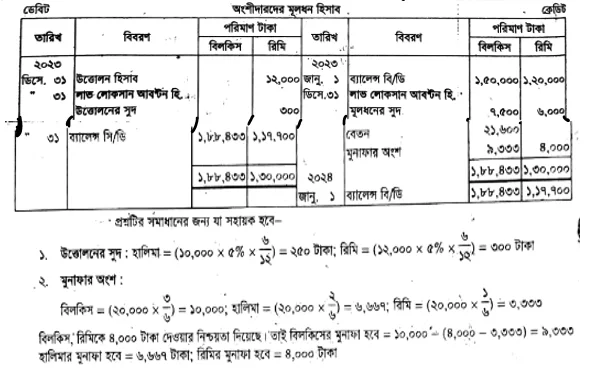 ডেবিট অংশীদারদের মূলধন হিসাব ক্রেডিট
তারিখ বিবরণ পরিমাণ টাকা তারিখ বিবরণ পরিমাণ টাকা
বিলকিস রিমি বিলকিস রিমি
২০২৩ ২০২৩
ডিসে. ৩১ উত্তোলন হিসাব ১২,০০০ জানু. ১ ব্যালেন্স বি/ডি ১,৫০,০০০ ১,২০,০০০
" ৩১ লাভ লোকসান আবণ্টন হি. ডিসে.৩১ লাভ লোকসান আবণ্টন হি.
উত্তোলনের সুদ ৩০০ মূলধনের সুদ ৭,৫০০ ৬,০০০
" ৩১ ব্যালেন্স সি/ডি ১,৮৮,৪৩৩ ১,১৭,৭০০ বেতন ২১,৬০০
মুনাফার অংশ ৯,৩৩৩ ৪,০০০
১,৮৮,৪৩৩ ১,৩০,০০০ ২০২৪ ১,৮৮,৪৩৩ ১,৩০,০০০
জানু. ১ ব্যালেন্স বি/ডি ১,৮৮,৪৩৩ ১,১৭,৭০০
প্রশ্নটির সমাধানের জন্য যা সহায়ক হবে–
১. উত্তোলনের সুদ : হালিমা = (১০,০০০ × ৫% × ৬/১২) = ২৫০ টাকা; রিমি = (১২,০০০ × ৫% × ৬/১২) = ৩০০ টাকা
২. মুনাফার অংশ :
বিলকিস = (২০,০০০ × ৩/৬) = ১০,০০০; হালিমা = (২০,০০০ × ২/৬) = ৬,৬৬৭; রিমি = (২০,০০০ × ১/৬) = ৩,৩৩৩
বিলকিস, রিমিকে ৪,০০০ টাকা দেওয়ার নিশ্চয়তা দিয়েছে। তাই বিলকিসের মুনাফা হবে = ১০,০০০ – (৪,০০০ – ৩,৩৩৩) = ৯,৩৩৩
হালিমার মুনাফা হবে = ৬,৬৬৭ টাকা; রিমির মুনাফা হবে = ৪,০০০ টাকা